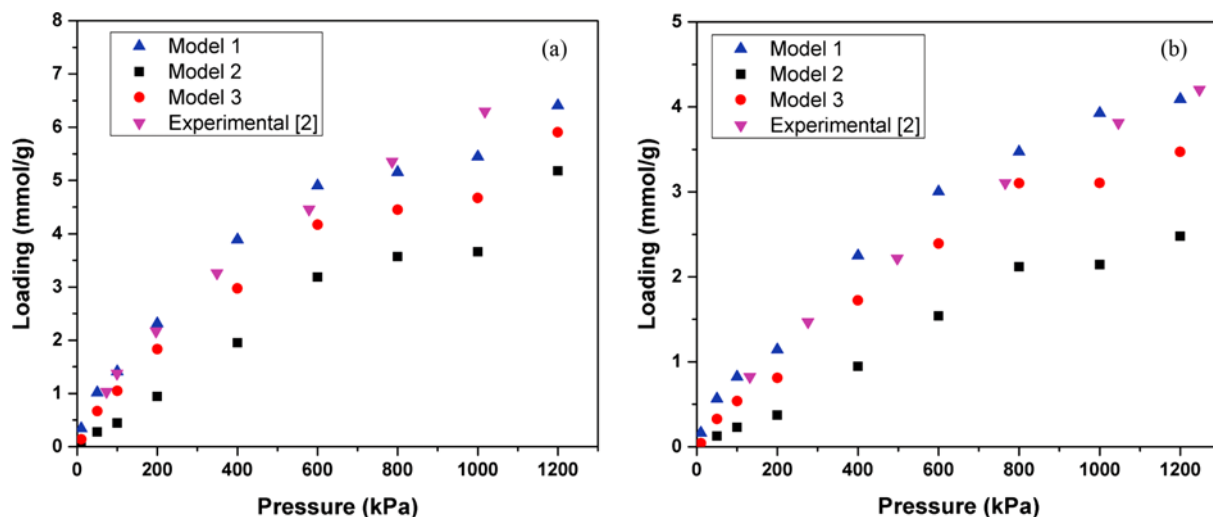 8
7
6
5
4
3
2
1
0
Loading (mmol/g)
Model 1
Model 2
Model 3
Experimental [2]
(a)
0 200 400 600 800 1000 1200
Pressure (kPa)
5
4
3
2
1
0
Loading (mmol/g)
Model 1
Model 2
Model 3
Experimental [2]
(b)
0 200 400 600 800 1000 1200
Pressure (kPa)